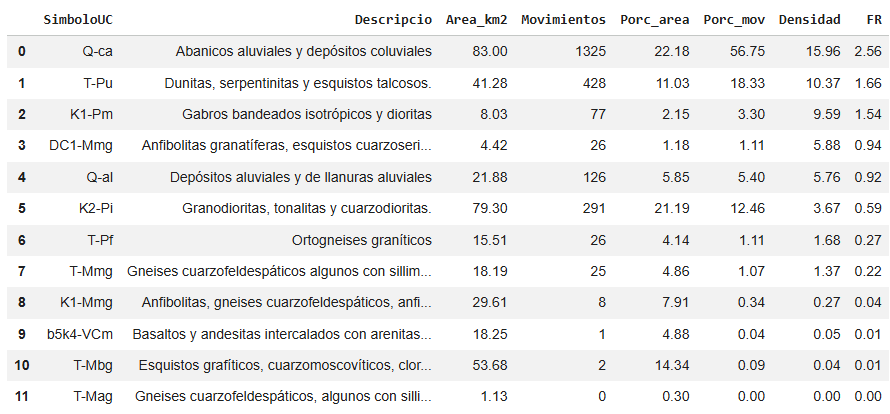 SimboloUC Descripcio Area_km2 Movimientos Porc_area Porc_mov Densidad FR
0 Q-ca Abanicos aluviales y depósitos coluviales 83.00 1325 22.18 56.75 15.96 2.56
1 T-Pu Dunitas, serpentinitas y esquistos talcosos. 41.28 428 11.03 18.33 10.37 1.66
2 K1-Pm Gabros bandeados isotrópicos y dioritas 8.03 77 2.15 3.30 9.59 1.54
3 DC1-Mmg Anfibolitas granatíferas, esquistos cuarzoseri... 4.42 26 1.18 1.11 5.88 0.94
4 Q-al Depósitos aluviales y de llanuras aluviales 21.88 126 5.85 5.40 5.76 0.92
5 K2-Pi Granodioritas, tonalitas y cuarzodioritas. 79.30 291 21.19 12.46 3.67 0.59
6 T-Pf Ortogneises graníticos 15.51 26 4.14 1.11 1.68 0.27
7 T-Mmg Gneises cuarzofeldespáticos algunos con sillim... 18.19 25 4.86 1.07 1.37 0.22
8 K1-Mmg Anfibolitas, gneises cuarzofeldespáticos, anfi... 29.61 8 7.91 0.34 0.27 0.04
9 b5k4-VCm Basaltos y andesitas intercalados con arenitas... 18.25 1 4.88 0.04 0.05 0.01
10 T-Mbg Esquistos grafíticos, cuarzomoscovíticos, clor... 53.68 2 14.34 0.09 0.04 0.01
11 T-Mag Gneises cuarzofeldespáticos, algunos con silli... 1.13 0 0.30 0.00 0.00 0.00